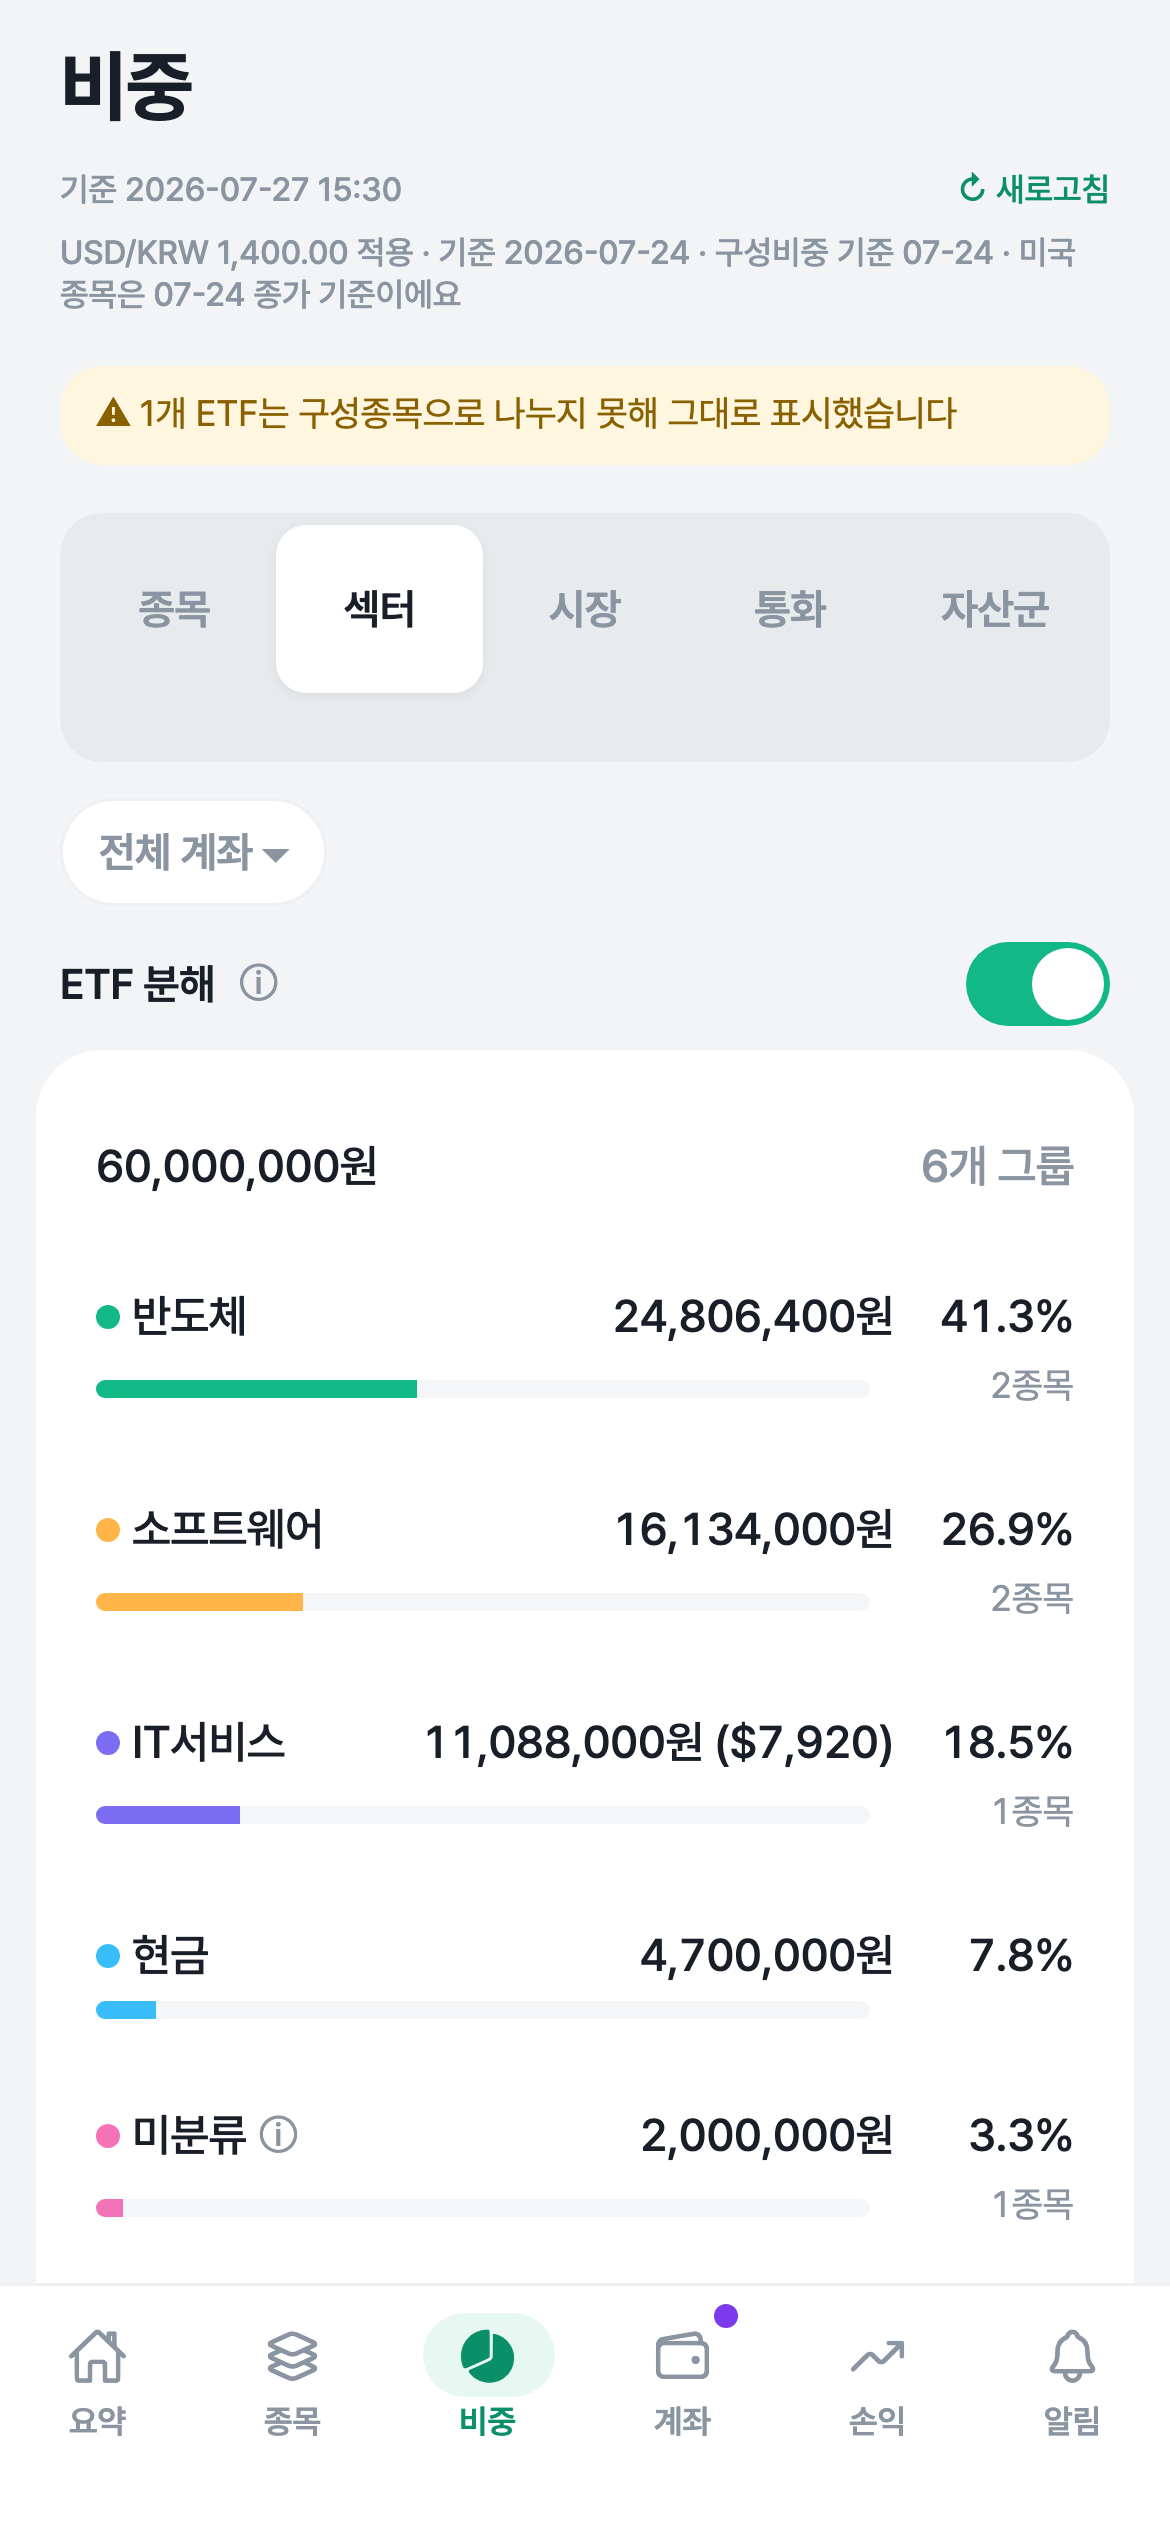 비중
기준 2026-07-27 15:30
새로고침
USD/KRW 1,400.00 적용 · 기준 2026-07-24 · 구성비중 기준 07-24 · 미국
종목은 07-24 종가 기준이에요
1개 ETF는 구성종목으로 나누지 못해 그대로 표시했습니다
종목 섹터 시장 통화 자산군
전체 계좌
ETF 분해
60,000,000원 6개 그룹
반도체 24,806,400원 41.3%
2종목
소프트웨어 16,134,000원 26.9%
2종목
IT서비스 11,088,000원 ($7,920) 18.5%
1종목
현금 4,700,000원 7.8%
미분류 2,000,000원 3.3%
1종목
요약 종목 비중 계좌 손익 알림